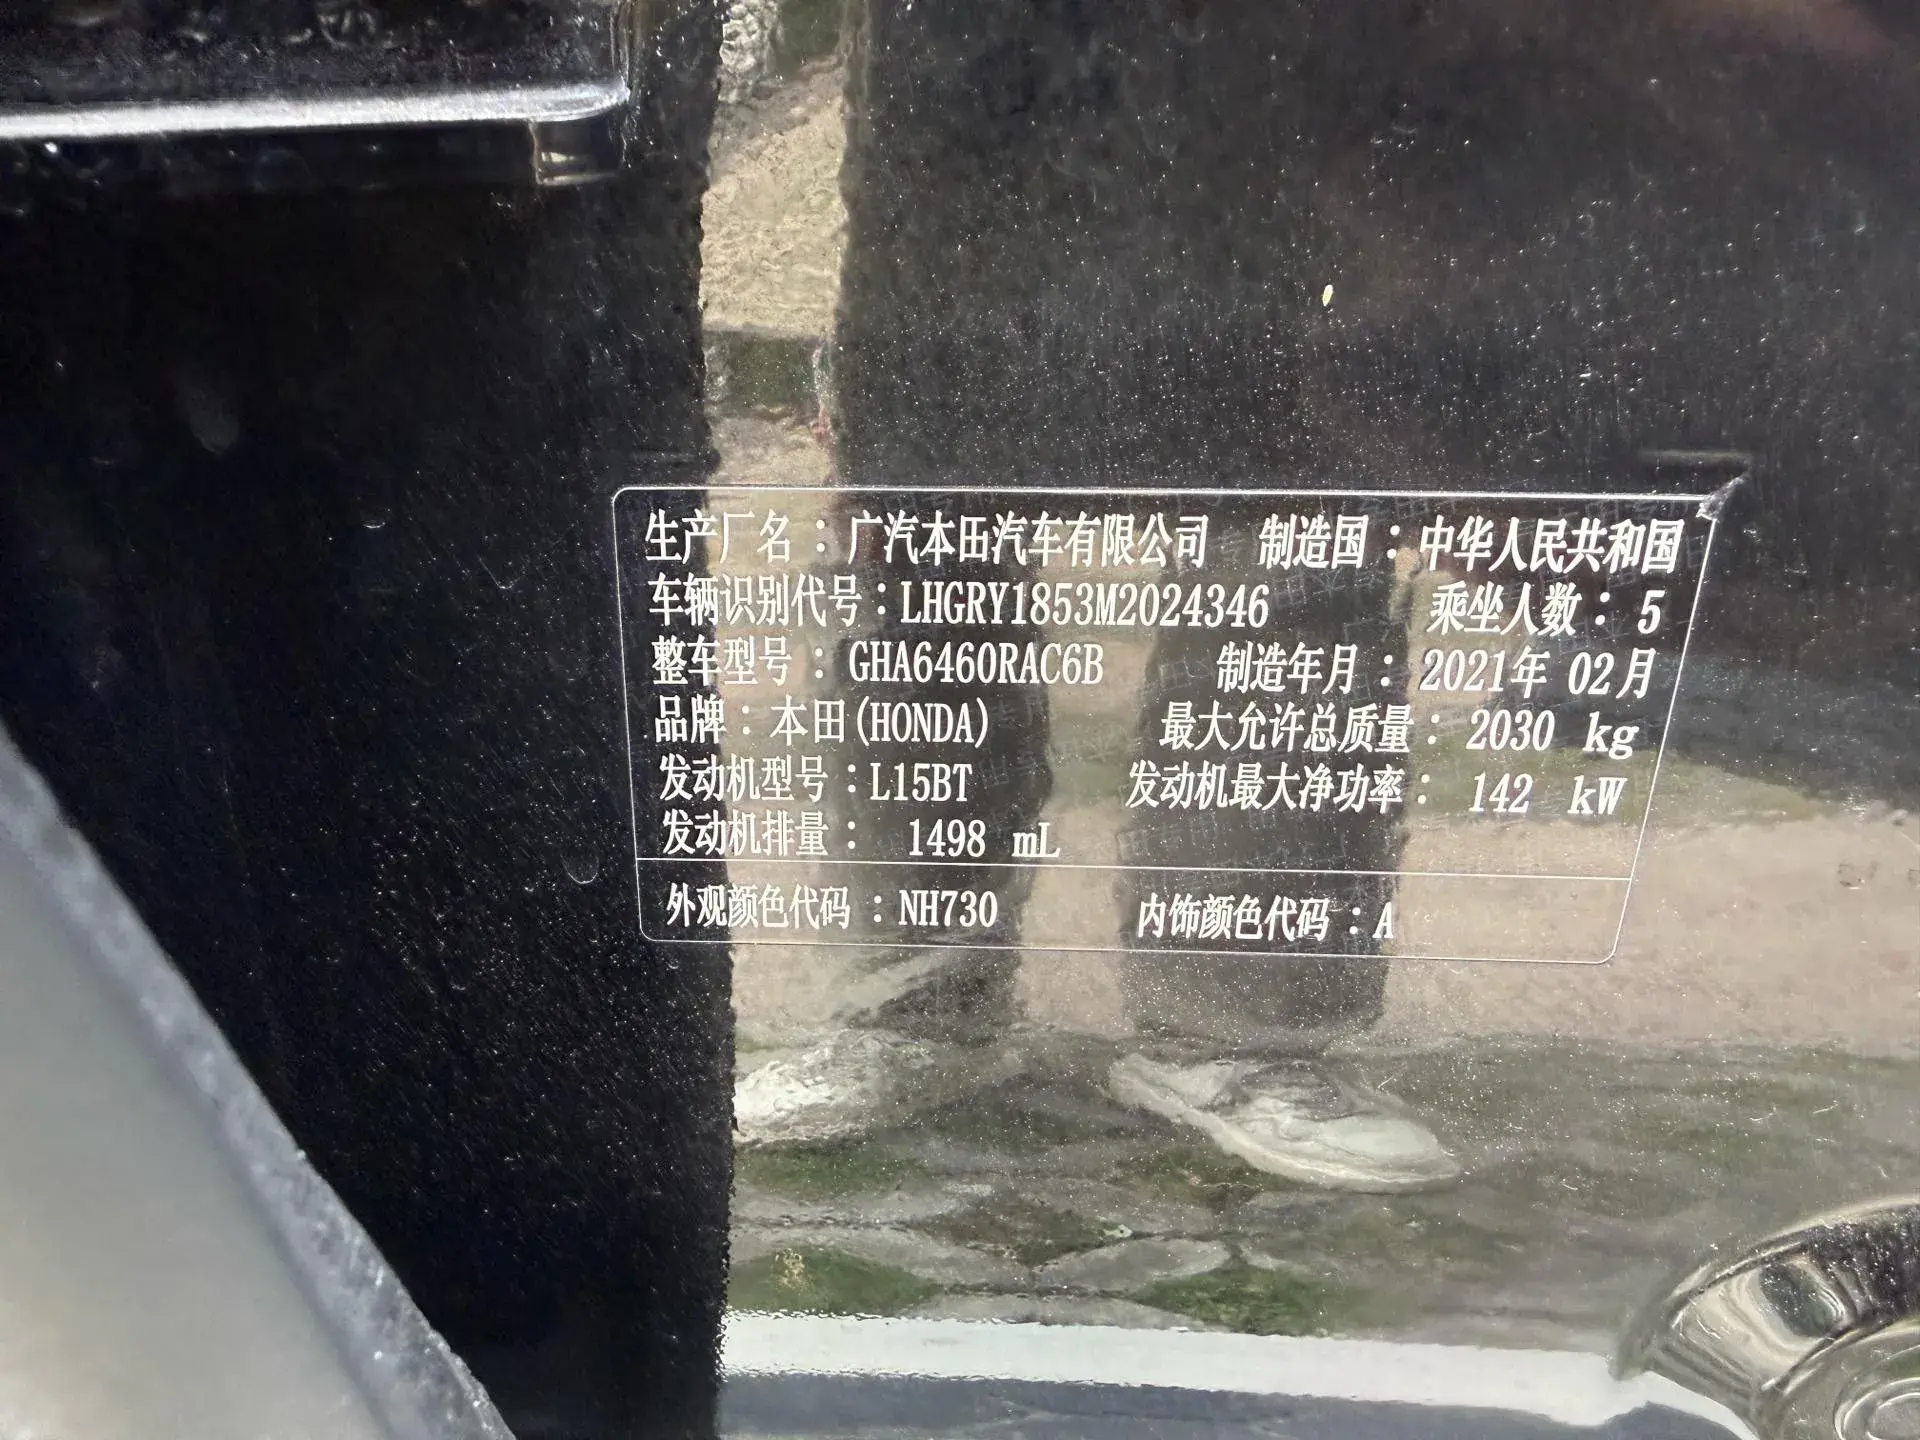 生产厂名：广汽本田汽车有限公司 制造国：中华人民共和国
车辆识别代号：LHGRY1853M2024346 乘坐人数：5
整车型号：GHA6460RAC6B 制造年月：2021年 02月
品牌：本田(HONDA) 最大允许总质量：2030 kg
发动机型号：L15BT 发动机最大净功率：142 kW
发动机排量：1498 mL
外观颜色代码：NH730 内饰颜色代码：A